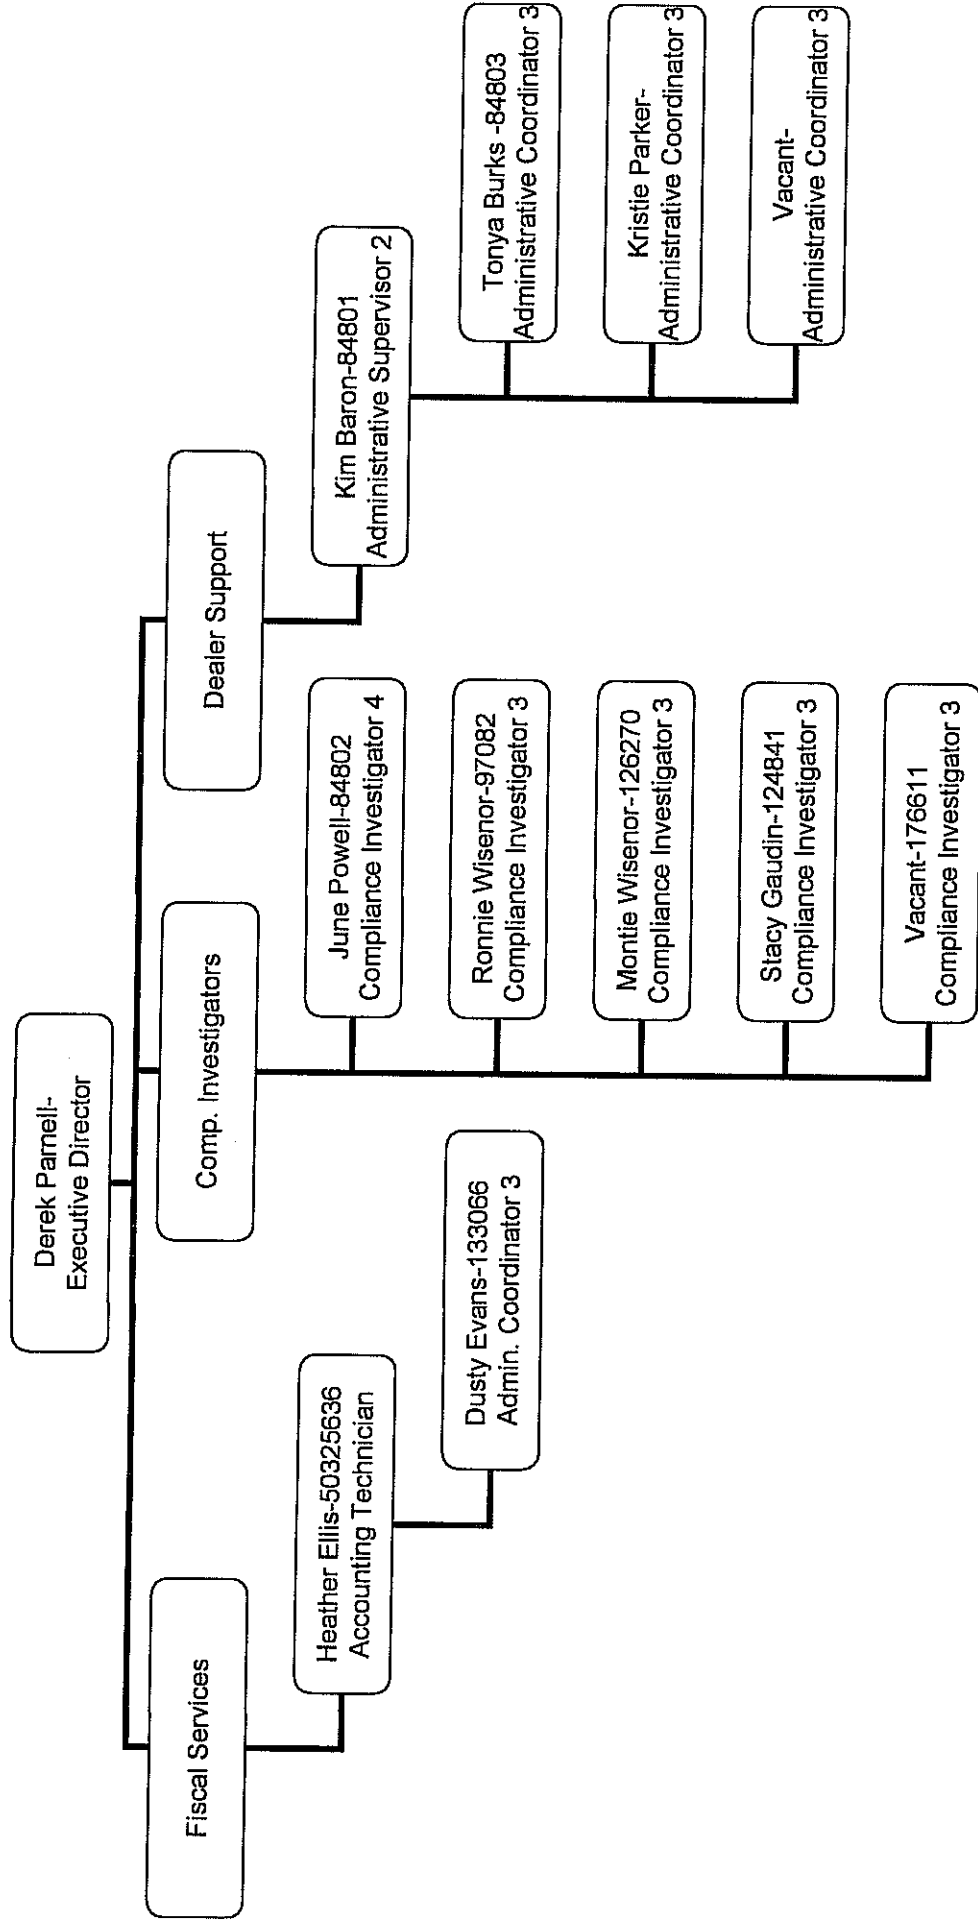 Derek Parnell-
Executive Director
Fiscal Services
Comp. Investigators
Dealer Support
Heather Ellis-50325636
Accounting Technician
Dusty Evans-133066
Admin. Coordinator 3
June Powell-84802
Compliance Investigator 4
Ronnie Wisenor-97082
Compliance Investigator 3
Montie Wisenor-126270
Compliance Investigator 3
Stacy Gaudin-124841
Compliance Investigator 3
Vacant-176611
Compliance Investigator 3
Kim Baron-84801
Administrative Supervisor 2
Tonya Burks -84803
Administrative Coordinator 3
Kristie Parker-
Administrative Coordinator 3
Vacant-
Administrative Coordinator 3